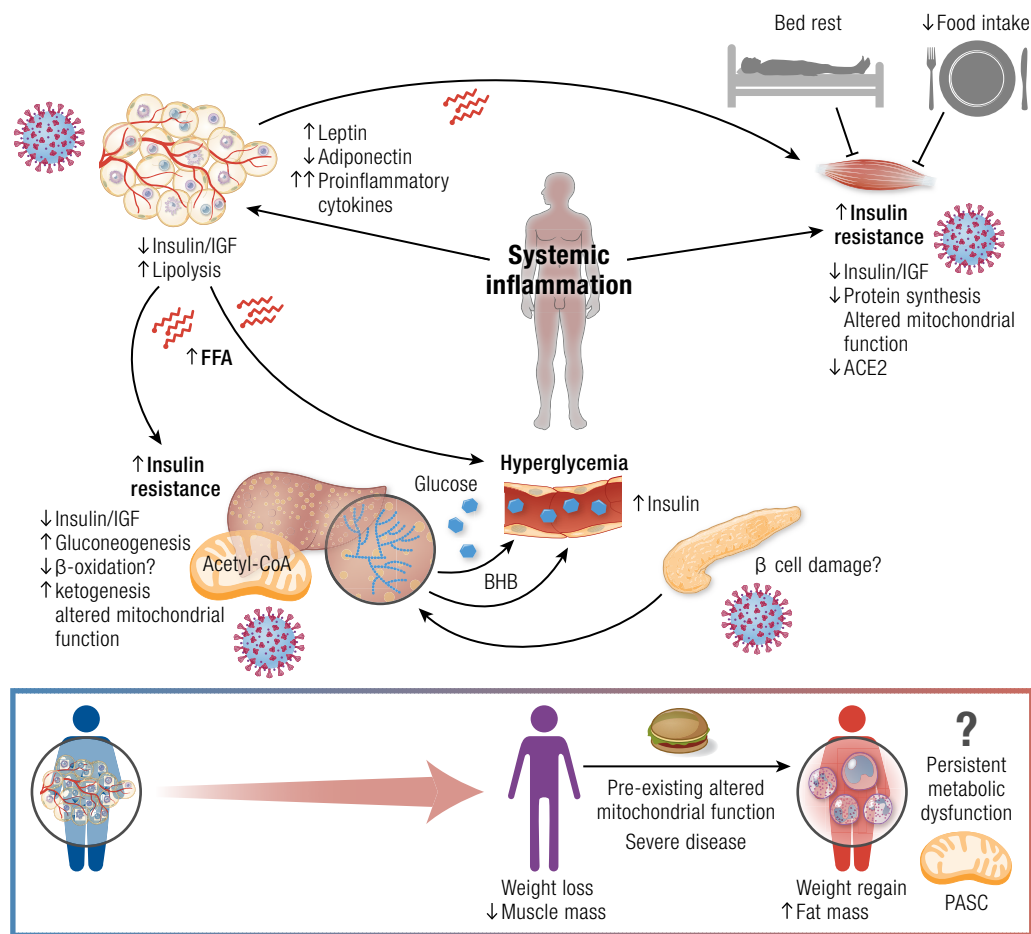 Bed rest
↓Food intake
↑Leptin
↓Adiponectin
↑↑Proinflammatory
cytokines
↓Insulin/IGF
↑Lipolysis
Systemic
inflammation
↑Insulin
resistance
↓Insulin/IGF
↓Protein synthesis
Altered mitochondrial
function
↓ACE2
↑FFA
↑Insulin
resistance
↓Insulin/IGF
↑Gluconeogenesis
↓β-oxidation?
↑ketogenesis
altered mitochondrial
function
Acetyl-CoA
Glucose
Hyperglycemia
↑Insulin
BHB
β cell damage?
Pre-existing altered
mitochondrial function
Severe disease
Weight loss
↓Muscle mass
Weight regain
↑Fat mass
?
Persistent
metabolic
dysfunction
PASC